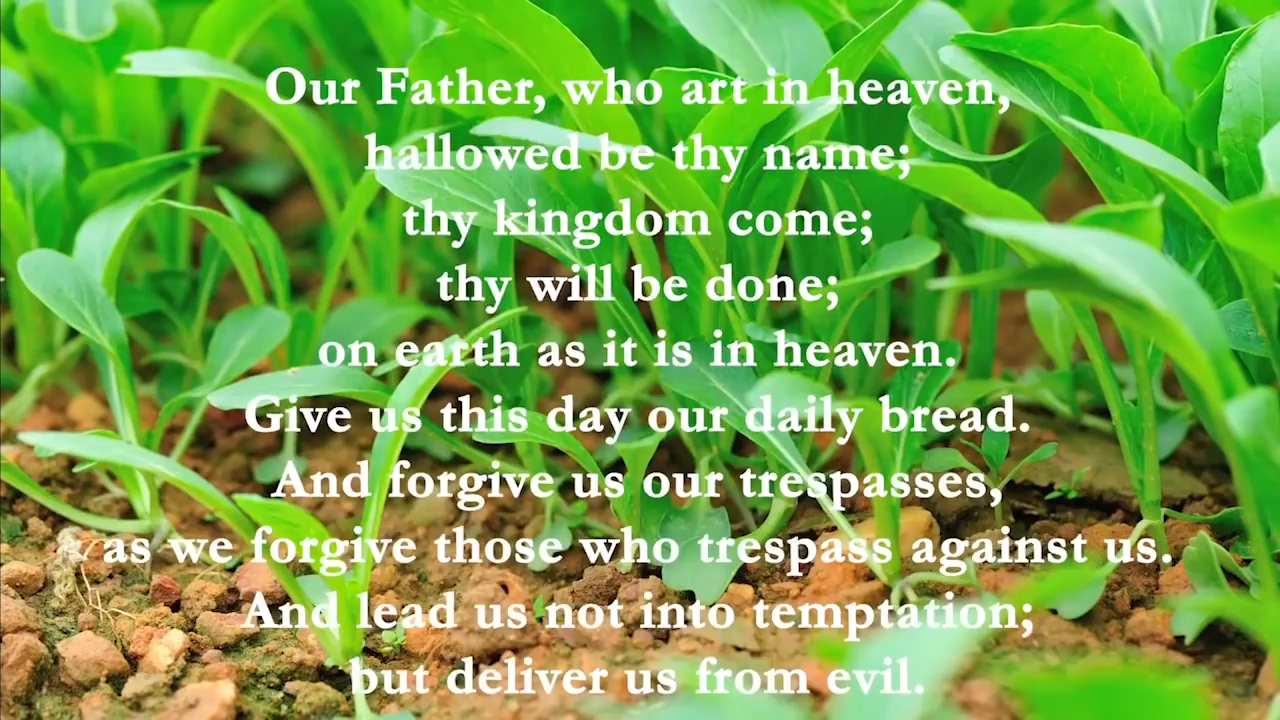 Our Father, who art in heaven,
hallowed be thy name;
thy kingdom come;
thy will be done;
on earth as it is in heaven.
Give us this day our daily bread.
And forgive us our trespasses,
as we forgive those who trespass against us.
And lead us not into temptation;
but deliver us from evil.